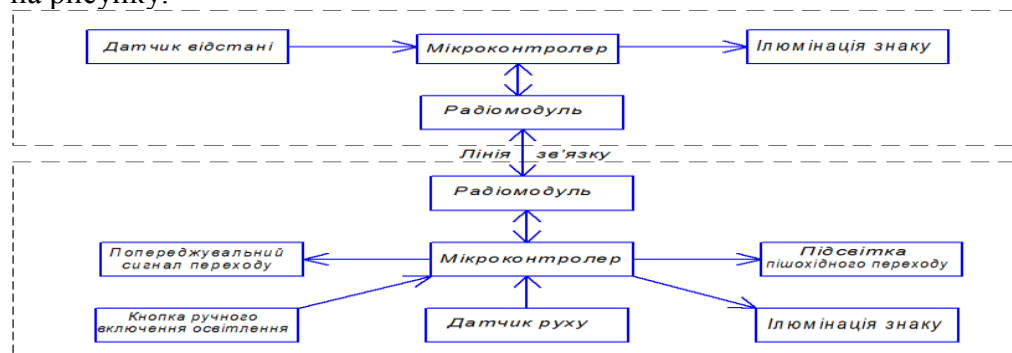 на рисунку.
Датчик відстані
Мікроконтролер
Ілюмінація знаку
Радіомодуль
Лінія зв'язку
Радіомодуль
Попереджувальний
сигнал переходу
Мікроконтролер
Підсвітка
пішохідного переходу
Кнопка ручного
включення освітлення
Датчик руху
Ілюмінація знаку